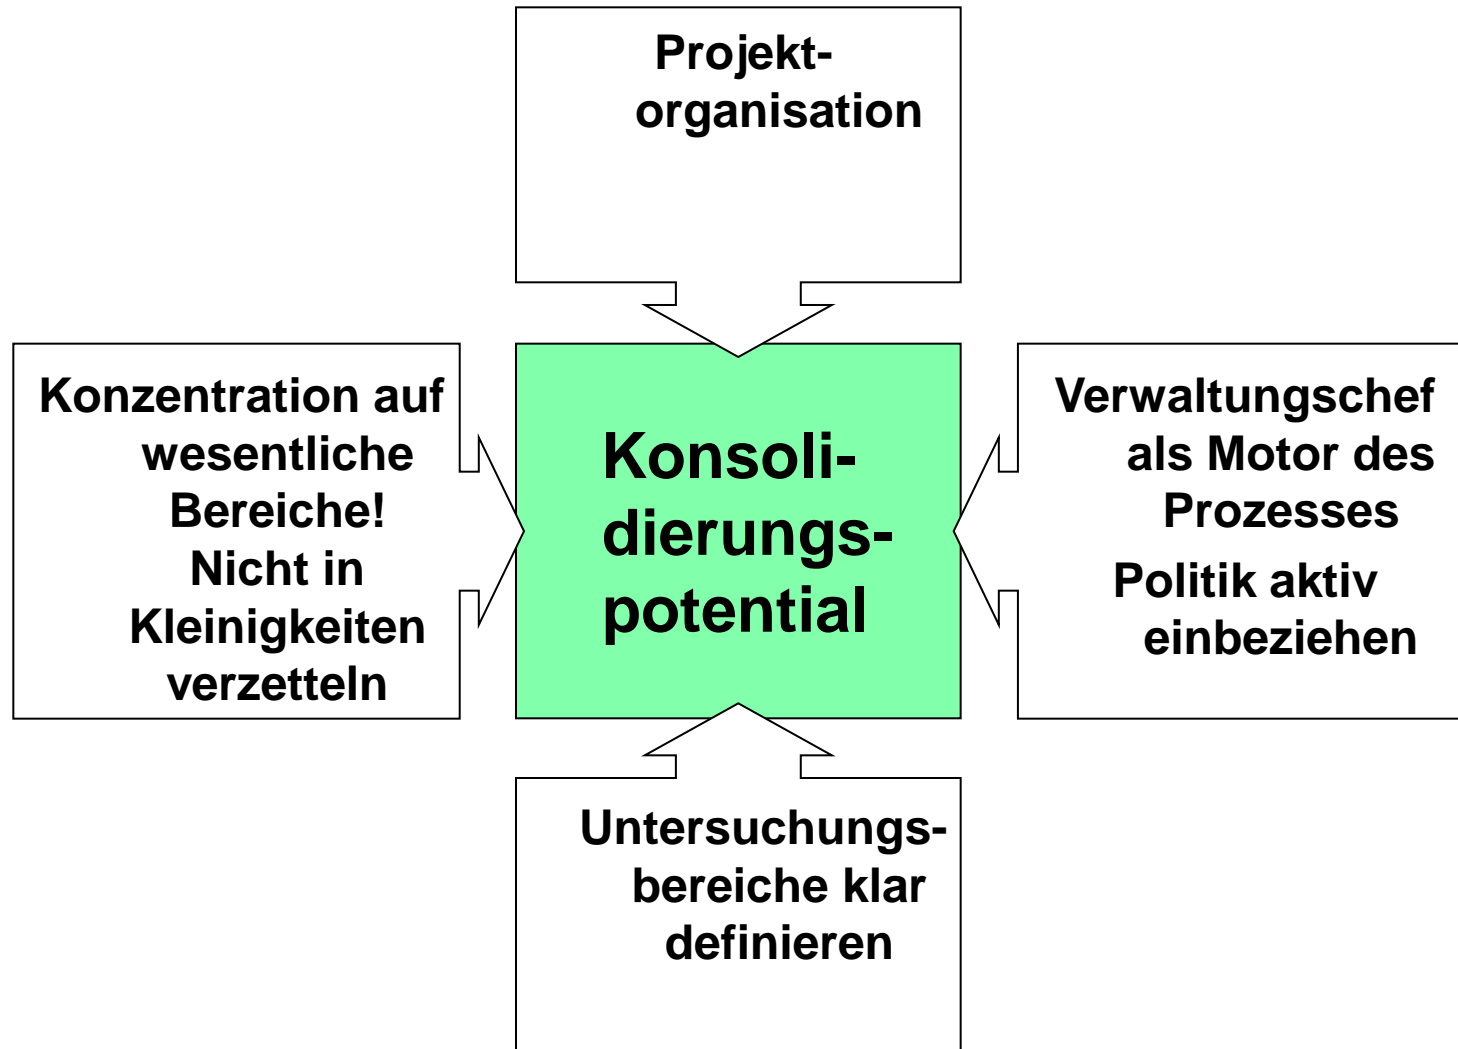 Projekt-
organisation
Konzentration auf
wesentliche
Bereiche!
Nicht in
Kleinigkeiten
verzetteln
Konsoli-
dierungs-
potential
Verwaltungschef
als Motor des
Prozesses
Politik aktiv
einbeziehen
Untersuchungs-
bereiche klar
definieren